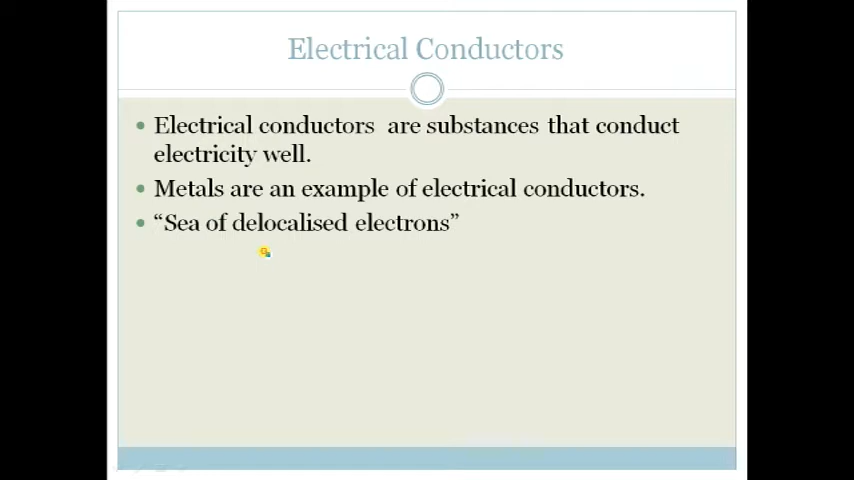 Electrical Conductors
Electrical conductors are substances that conduct
electricity well.
Metals are an example of electrical conductors.
“Sea of delocalised electrons”